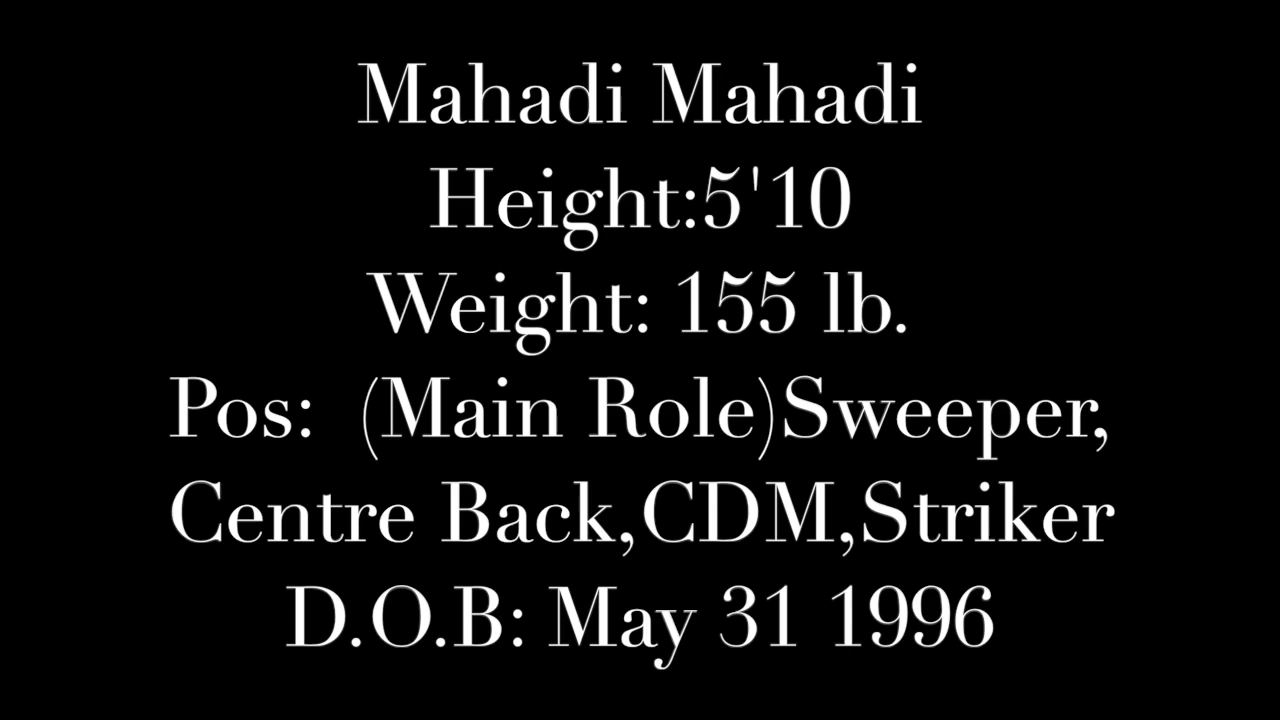 Mahadi Mahadi
Height:5'10
Weight: 155 lb.
Pos:  (Main Role)Sweeper,
Centre Back,CDM,Striker
D.O.B: May 31 1996